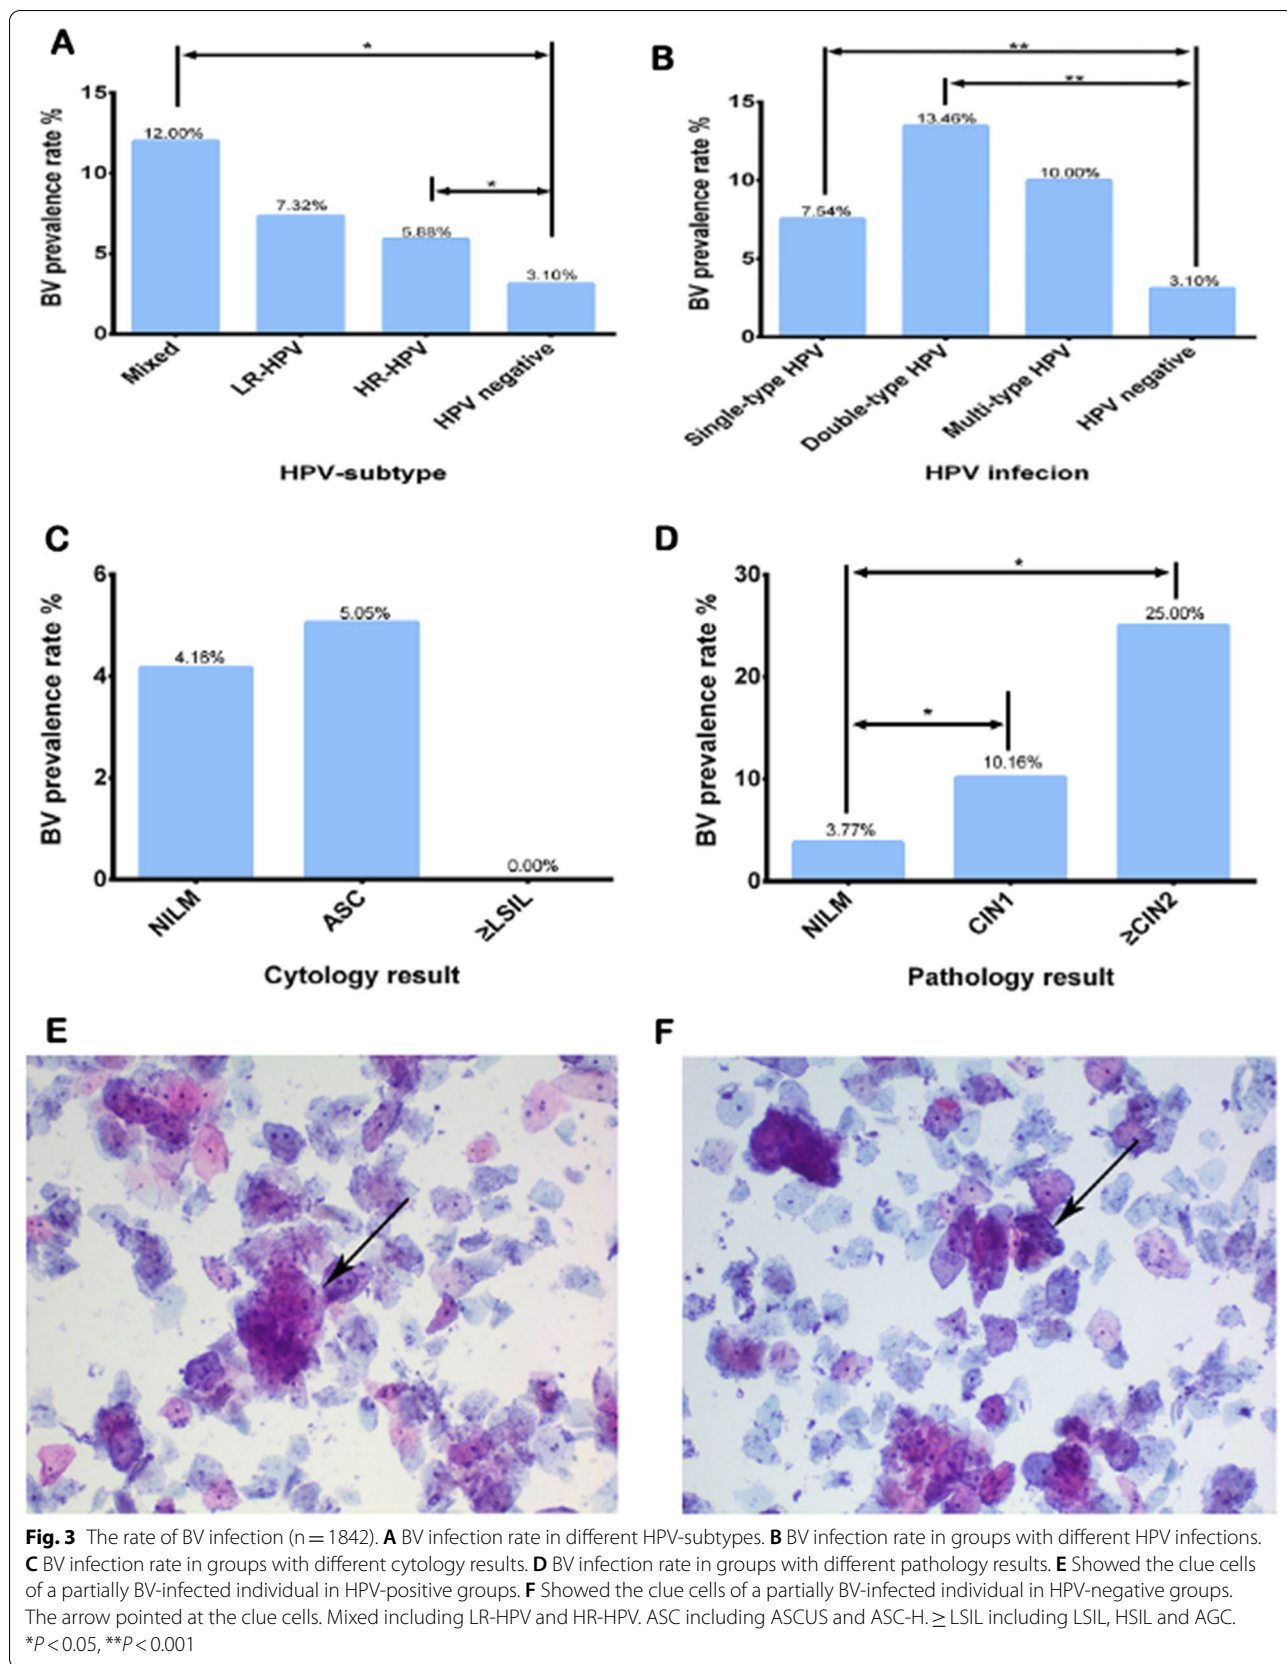 A
*
BV prevalence rate %
15
10
5
0
12.00%
7.32%
5.88%
*
3.10%
Mixed
LR-HPV
HR-HPV
HPV negative
HPV-subtype
B
**
**
BV prevalence rate %
15
10
5
0
7.54%
13.46%
10.00%
3.10%
Single-type HPV
Double-type HPV
Multi-type HPV
HPV negative
HPV infecion
C
BV prevalence rate %
6
4
2
0
4.16%
5.05%
0.00%
NILM
ASC
≥LSIL
Cytology result
D
*
*
BV prevalence rate %
30
20
10
0
3.77%
10.16%
25.00%
NILM
CIN1
≥CIN2
Pathology result
E
F
Fig. 3 The rate of BV infection (n = 1842). A BV infection rate in different HPV-subtypes. B BV infection rate in groups with different HPV infections.
C BV infection rate in groups with different cytology results. D BV infection rate in groups with different pathology results. E Showed the clue cells
of a partially BV-infected individual in HPV-positive groups. F Showed the clue cells of a partially BV-infected individual in HPV-negative groups.
The arrow pointed at the clue cells. Mixed including LR-HPV and HR-HPV. ASC including ASCUS and ASC-H. ≥ LSIL including LSIL, HSIL and AGC.
*P < 0.05, **P < 0.001